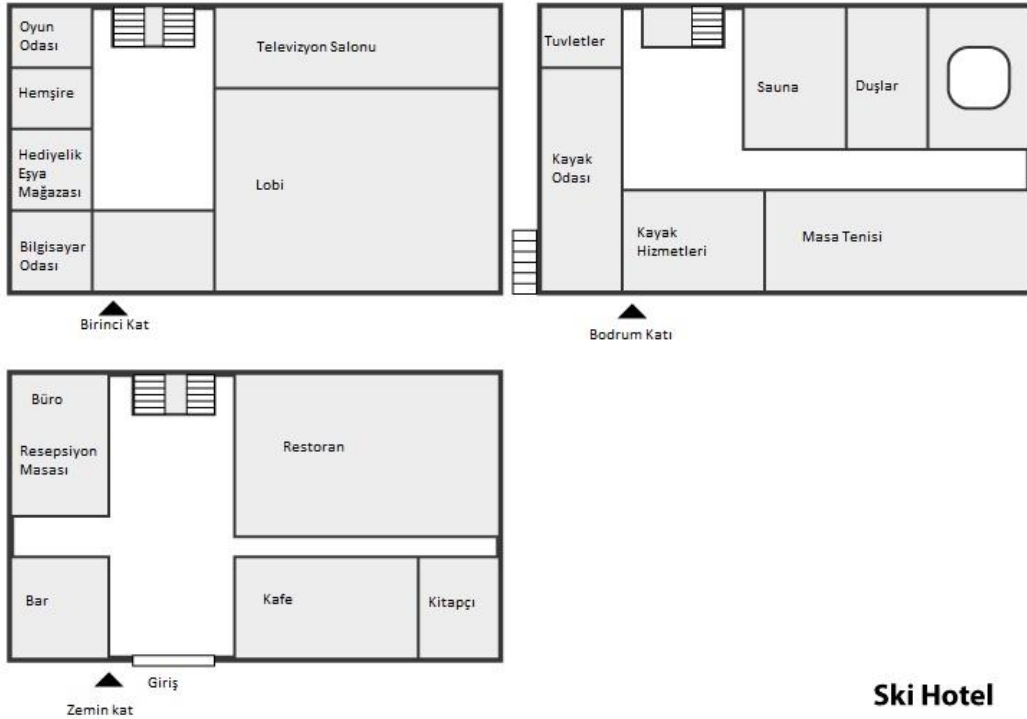 Oyun
Odası
Hemşire
Hediyelik
Eşya
Mağazası
Bilgisayar
Odası
Televizyon Salonu
Lobi
Birinci Kat
Tuvletler
Kayak
Odası
Sauna
Duşlar
Kayak
Hizmetleri
Masa Tenisi
Bodrum Katı
Büro
Resepsiyon
Masası
Restoran
Bar
Kafe
Kitapçı
Giriş
Zemin kat
Ski Hotel